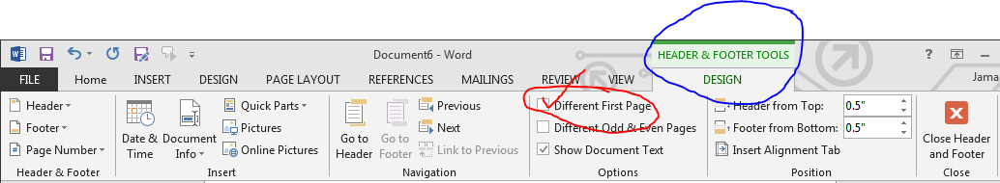 Document6 - Word
HEADER & FOOTER TOOLS
?
Jama
FILE Home INSERT DESIGN PAGE LAYOUT REFERENCES MAILINGS REVIEW VIEW DESIGN
Header
Footer
Page Number
Header & Footer
Date &
Time
Document
Info
Quick Parts
Pictures
Online Pictures
Insert
Go to
Header
Go to
Footer
Previous
Next
Link to Previous
Navigation
Different First Page
Different Odd & Even Pages
Show Document Text
Options
Header from Top: 0.5"
Footer from Bottom: 0.5"
Insert Alignment Tab
Position
Close Header
and Footer
Close